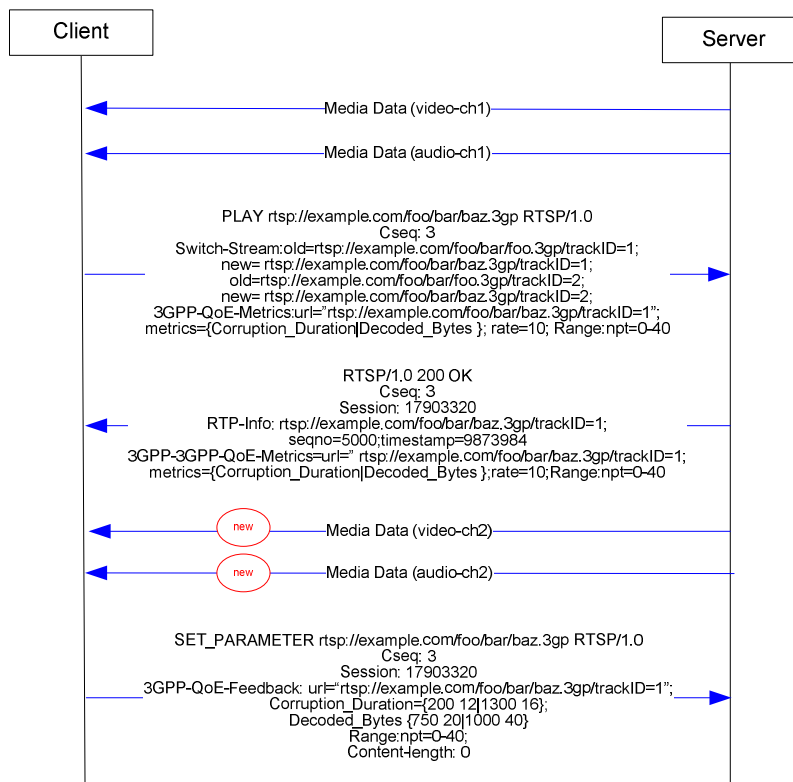 Client
Server
Media Data (video-ch1)
Media Data (audio-ch1)
PLAY rtsp://example.com/foo/bar/baz.3gp RTSP/1.0
Cseq: 3
Switch-Stream:old=rtsp://example.com/foo/bar/foo.3gp/trackID=1;
new= rtsp://example.com/foo/bar/baz.3gp/trackID=1;
old=rtsp://example.com/foo/bar/foo.3gp/trackID=2;
new= rtsp://example.com/foo/bar/baz.3gp/trackID=2;
3GPP-QoE-Metrics:url=”rtsp://example.com/foo/bar/baz.3gp/trackID=1”;
metrics={Corruption_Duration|Decoded_Bytes }; rate=10; Range:npt=0-40
RTSP/1.0 200 OK
Cseq: 3
Session: 17903320
RTP-Info: rtsp://example.com/foo/bar/baz.3gp/trackID=1;
seqno=5000;timestamp=9873984
3GPP-3GPP-QoE-Metrics=url=” rtsp://example.com/foo/bar/baz.3gp/trackID=1;
metrics={Corruption_Duration|Decoded_Bytes };rate=10;Range:npt=0-40
new
Media Data (video-ch2)
new
Media Data (audio-ch2)
SET_PARAMETER rtsp://example.com/foo/bar/baz.3gp RTSP/1.0
Cseq: 3
Session: 17903320
3GPP-QoE-Feedback: url=“rtsp://example.com/foo/bar/baz.3gp/trackID=1”;
Corruption_Duration={200 12|1300 16};
Decoded_Bytes {750 20|1000 40}
Range:npt=0-40;
Content-length: 0